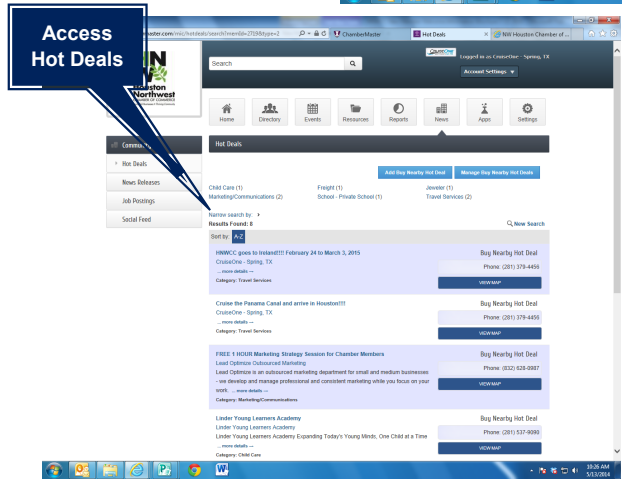 Access
Hot Deals
master.com/mic/hotdeals/search?menIid=2719&type=2
ChamberMaster
Hot Deals
NW Houston Chamber of ...
N
Houston
Northwest
CHAMBER OF COMMERCE
Search
CruiseOne
Logged in as CruiseOne - Spring, TX
Account Settings ▼
Home
Directory
Events
Resources
Reports
News
Apps
Settings
Community
Hot Deals
News Releases
Job Postings
Social Feed
Hot Deals
Add Buy Nearby Hot Deal
Manage Buy Nearby Hot Deals
Child Care (1)
Freight (1)
Jeweler (1)
Marketing/Communications (2)
School - Private School (1)
Travel Services (2)
Narrow search by:
Results Found: 8
New Search
Sort by: A-Z
HNWCC goes to Ireland!!!! February 24 to March 3, 2015
CruiseOne - Spring, TX
... more details ---
Category: Travel Services
Buy Nearby Hot Deal
Phone: (281) 379-4456
VIEW MAP
Cruise the Panama Canal and arrive in Houston!!!!
CruiseOne - Spring, TX
... more details ---
Category: Travel Services
Buy Nearby Hot Deal
Phone: (281) 379-4456
VIEW MAP
FREE 1 HOUR Marketing Strategy Session for Chamber Members
Lead Optimize Outsourced Marketing
Lead Optimize is an outsourced marketing department for small and medium businesses
- we develop and manage professional and consistent marketing while you focus on your
work. ... more details ---
Category: Marketing/Communications
Buy Nearby Hot Deal
Phone: (832) 628-0987
VIEW MAP
Linder Young Learners Academy
Linder Young Learners Academy
Linder Young Learners Academy Expanding Today's Young Minds, One Child at a Time
... more details ---
Category: Child Care
Buy Nearby Hot Deal
Phone: (281) 537-9090
VIEW MAP
10:26 AM
5/13/2014